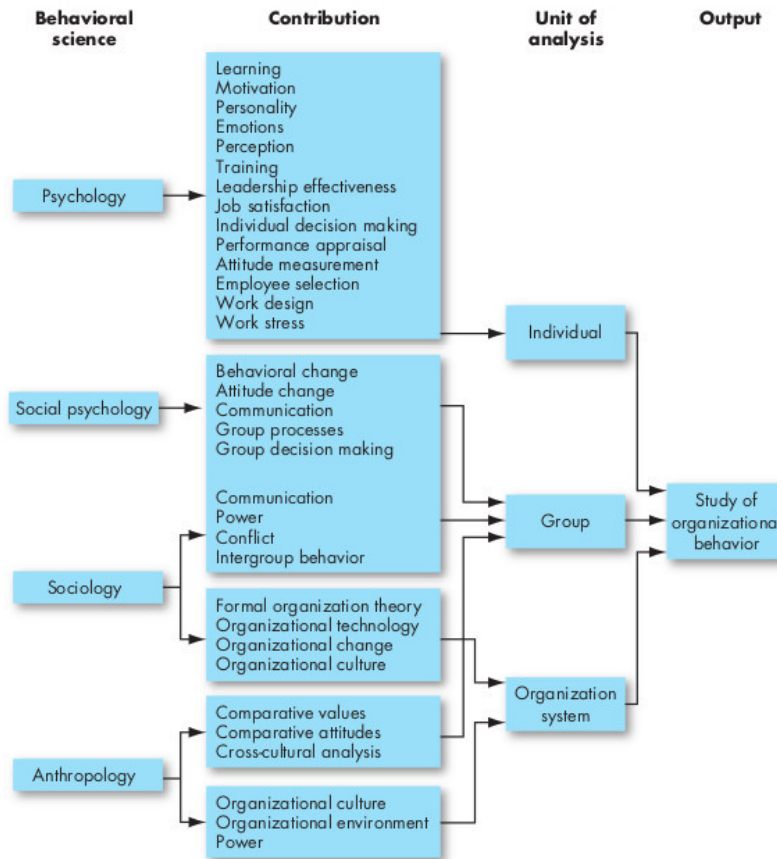 Behavioral
science
Contribution
Unit of
analysis
Output
Psychology
Learning
Motivation
Personality
Emotions
Perception
Training
Leadership effectiveness
Job satisfaction
Individual decision making
Performance appraisal
Attitude measurement
Employee selection
Work design
Work stress
Individual
Social psychology
Behavioral change
Attitude change
Communication
Group processes
Group decision making
Communication
Power
Conflict
Intergroup behavior
Group
Study of
organizational
behavior
Sociology
Formal organization theory
Organizational technology
Organizational change
Organizational culture
Organization
system
Anthropology
Comparative values
Comparative attitudes
Cross-cultural analysis
Organizational culture
Organizational environment
Power